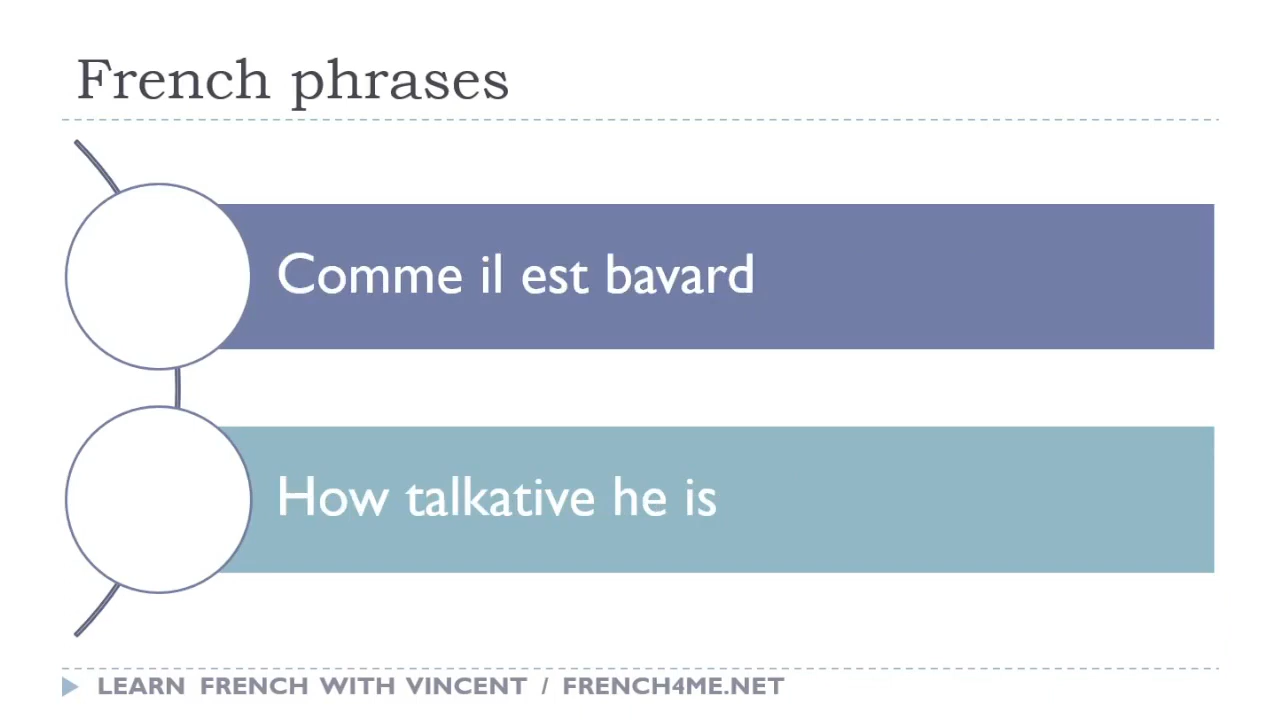 French phrases
Comme il est bavard
How talkative he is
LEARN FRENCH WITH VINCENT / FRENCH4ME.NET